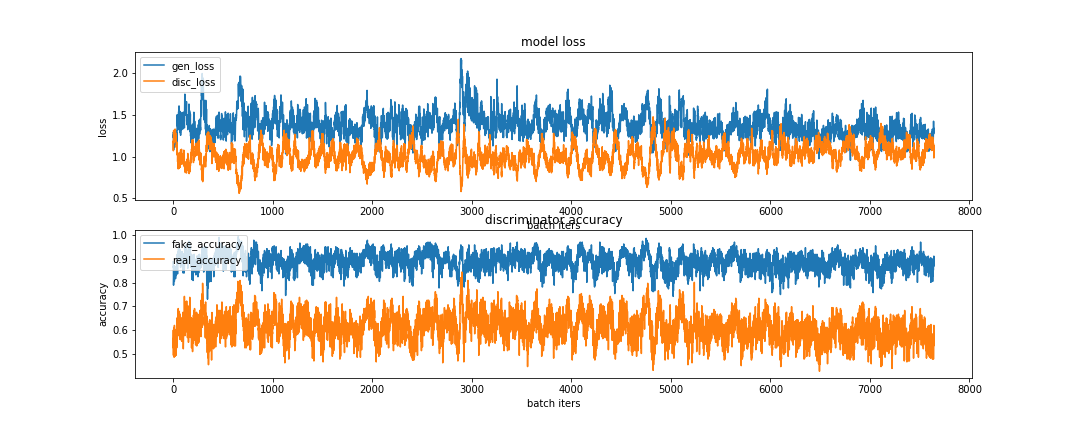 model loss
gen_loss
disc_loss
2.0
1.5
1.0
0.5
loss
0 1000 2000 3000 4000 5000 6000 7000 8000
batch iters
discriminator accuracy
fake_accuracy
real_accuracy
1.0
0.9
0.8
0.7
0.6
0.5
accuracy
0 1000 2000 3000 4000 5000 6000 7000 8000
batch iters